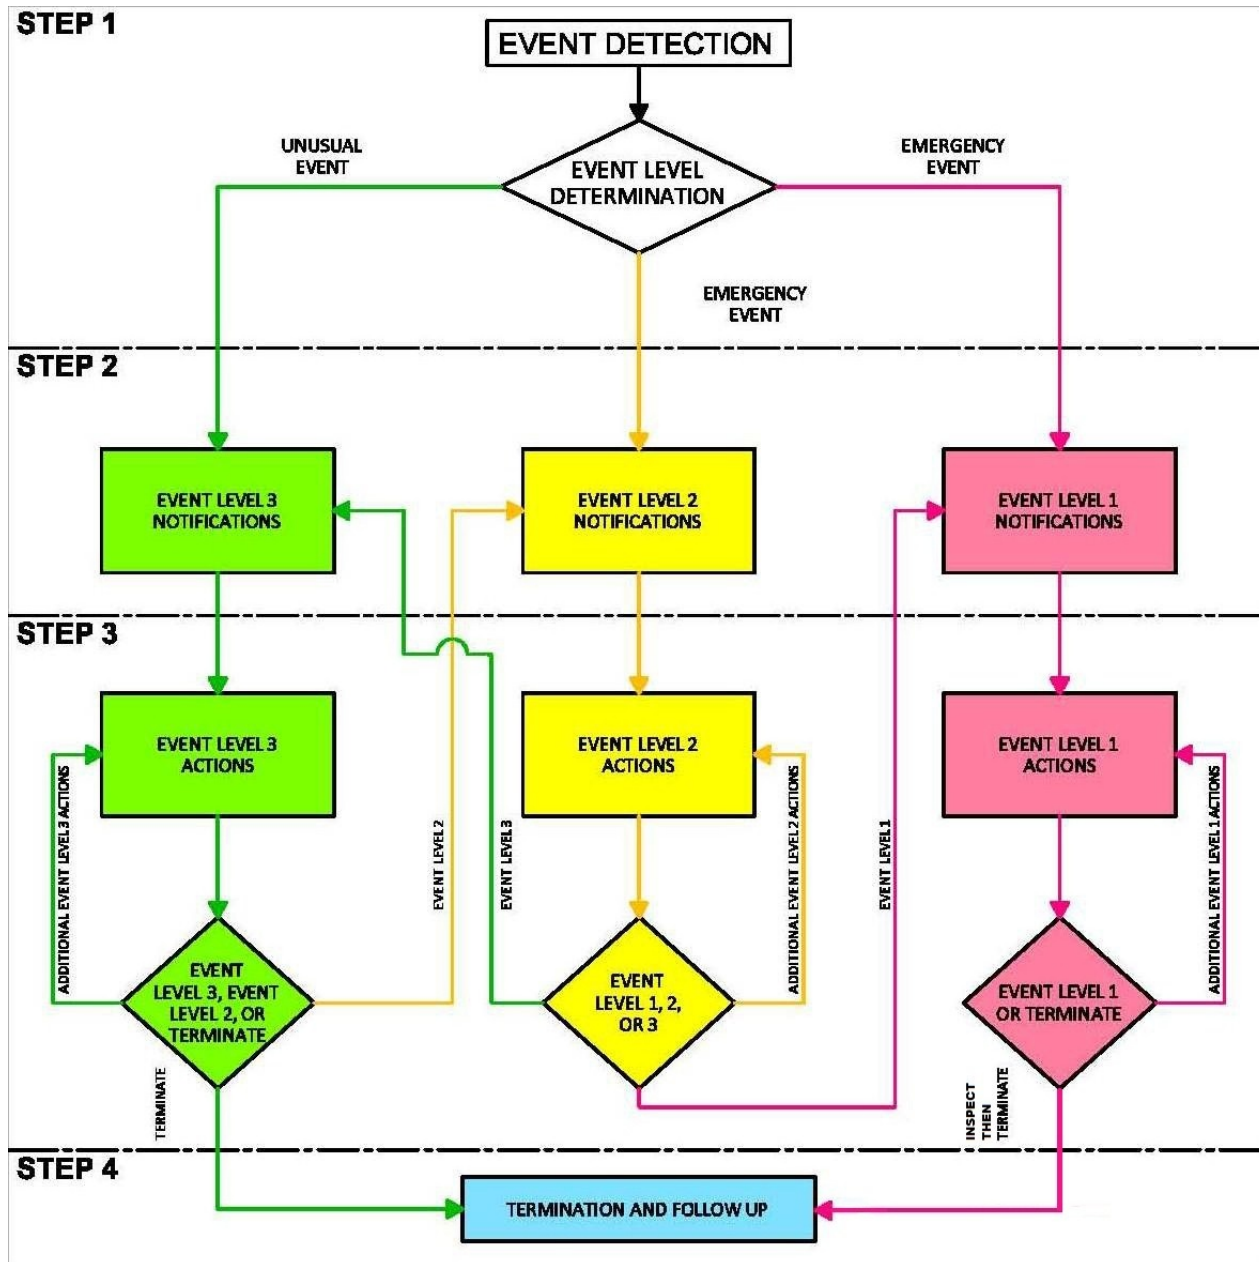 STEP 1
EVENT DETECTION
UNUSUAL
EVENT
EVENT LEVEL
DETERMINATION
EMERGENCY
EVENT
EMERGENCY
EVENT
STEP 2
EVENT LEVEL 3
NOTIFICATIONS
EVENT LEVEL 2
NOTIFICATIONS
EVENT LEVEL 1
NOTIFICATIONS
STEP 3
EVENT LEVEL 3
ACTIONS
EVENT LEVEL 2
ACTIONS
EVENT LEVEL 1
ACTIONS
ADDITIONAL EVENT LEVEL 3 ACTIONS
EVENT LEVEL 2
EVENT LEVEL 3
ADDITIONAL EVENT LEVEL 2 ACTIONS
EVENT LEVEL 1
ADDITIONAL EVENT LEVEL 1 ACTIONS
EVENT
LEVEL 3, EVENT
LEVEL 2, OR
TERMINATE
EVENT
LEVEL 1, 2,
OR 3
EVENT LEVEL 1
OR TERMINATE
TERMINATE
INSPECT
THEN
TERMINATE
STEP 4
TERMINATION AND FOLLOW UP